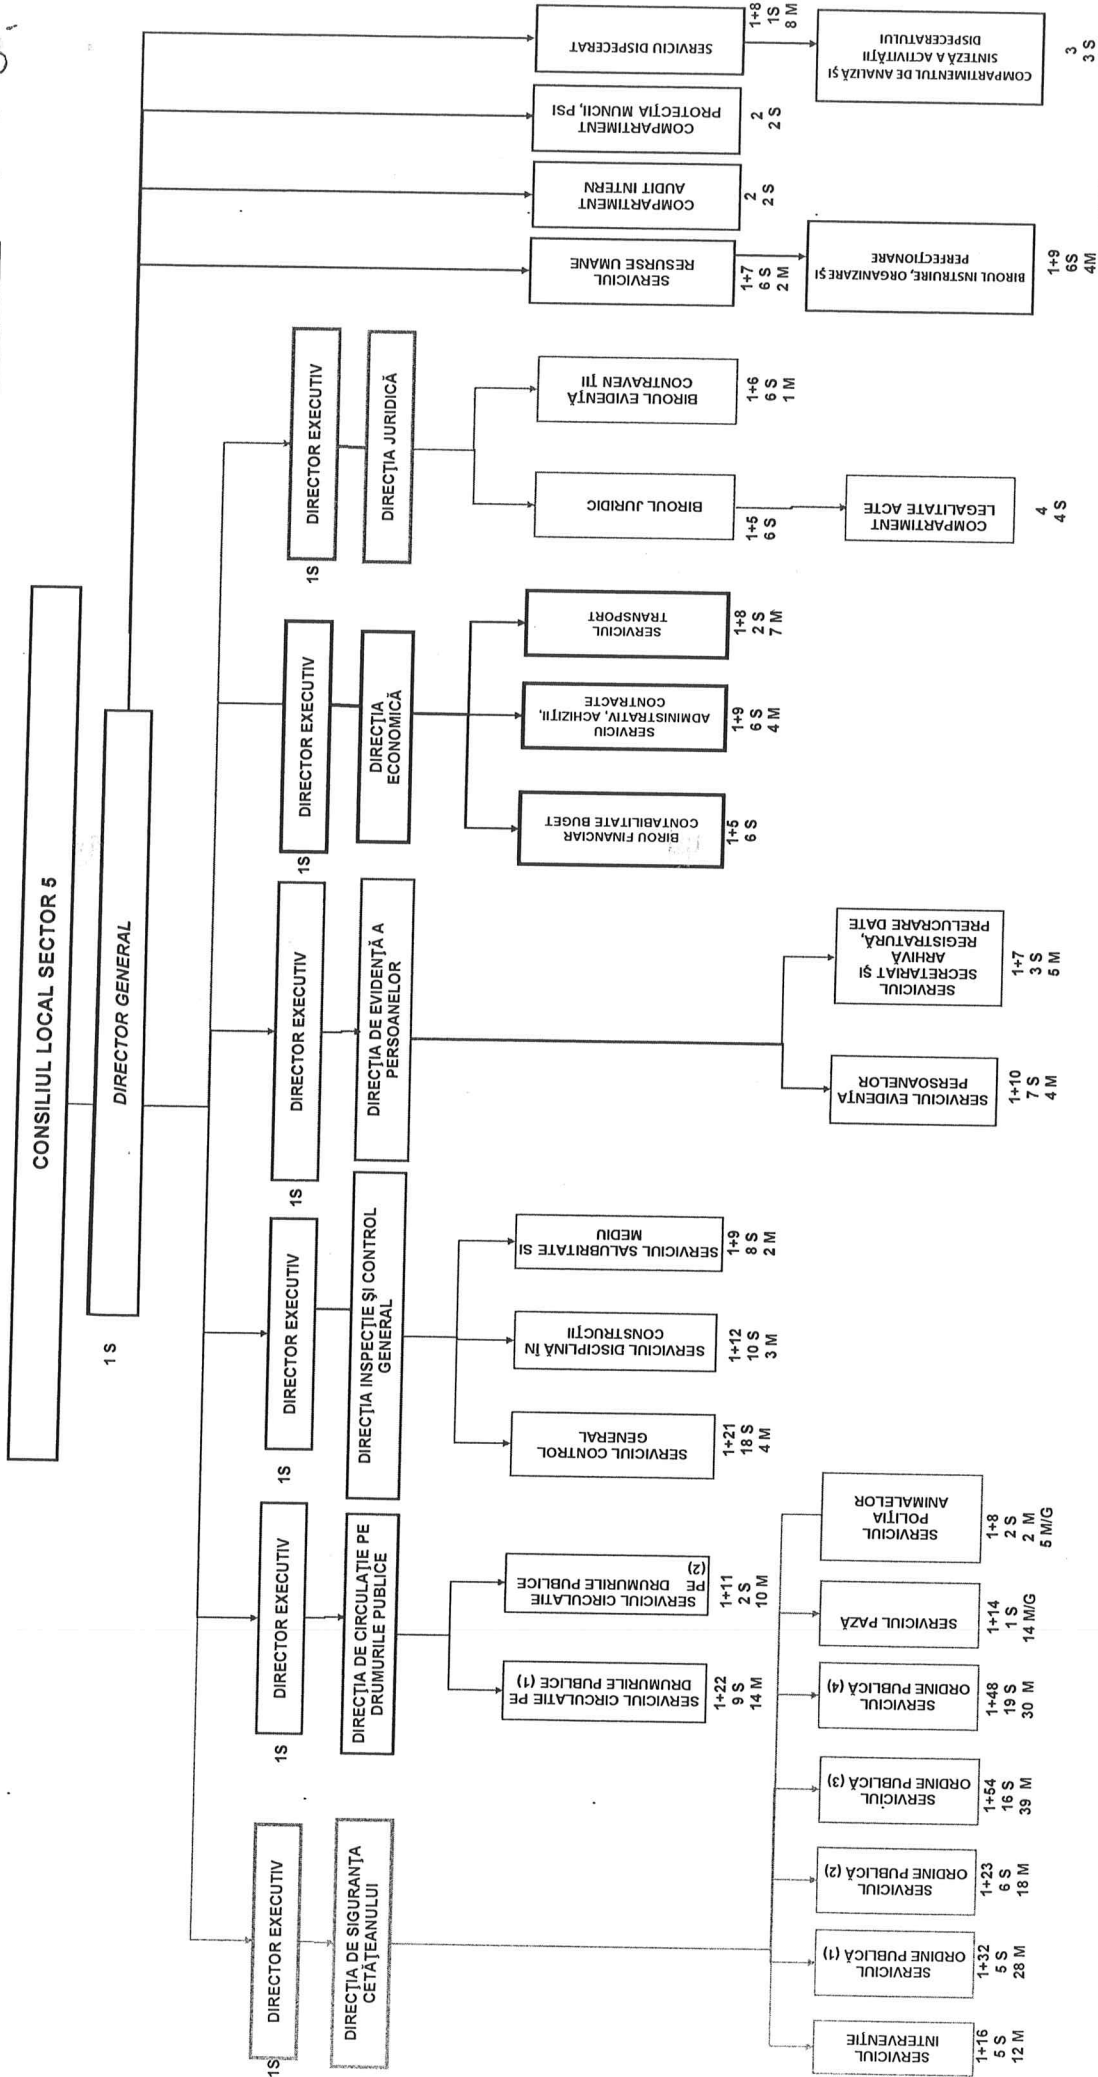 CONSILIUL LOCAL SECTOR 5
DIRECTOR GENERAL
1 S
DIRECTOR EXECUTIV
1S
DIRECȚIA DE SIGURANȚA
CETĂȚEANULUI
SERVICIUL
INTERVENȚIE
1+16
5 S
12 M
SERVICIUL
ORDINE PUBLICĂ (1)
1+32
5 S
28 M
SERVICIUL
ORDINE PUBLICĂ (2)
1+23
6 S
18 M
SERVICIUL
ORDINE PUBLICĂ (3)
1+54
16 S
39 M
SERVICIUL
ORDINE PUBLICĂ (4)
1+48
19 S
30 M
SERVICIUL PAZĂ
1+14
1 S
14 M/G
SERVICIUL
POLIȚIA
ANIMALELOR
1+8
2 S
2 M
5 M/G
DIRECTOR EXECUTIV
1S
DIRECȚIA DE CIRCULAȚIE PE
DRUMURILE PUBLICE
SERVICIUL CIRCULATIE PE
DRUMURILE PUBLICE (1)
1+22
9 S
14 M
SERVICIUL CIRCULATIE
PE DRUMURILE PUBLICE
(2)
1+11
2 S
10 M
DIRECTOR EXECUTIV
1S
DIRECȚIA INSPECȚIE ȘI CONTROL
GENERAL
SERVICIUL CONTROL
GENERAL
1+21
18 S
4 M
SERVICIUL DISCIPLINĂ ÎN
CONSTRUCȚII
1+12
10 S
3 M
SERVICIUL SALUBRITATE SI
MEDIU
1+9
8 S
2 M
DIRECTOR EXECUTIV
1S
DIRECȚIA DE EVIDENȚĂ A
PERSOANELOR
SERVICIUL EVIDENȚA
PERSOANELOR
1+10
7 S
4 M
SERVICIUL
SECRETARIAT ȘI
ARHIVĂ
REGISTRATURĂ,
PRELUCRARE DATE
1+7
3 S
5 M
DIRECTOR EXECUTIV
1S
DIRECȚIA
ECONOMICĂ
BIROU FINANCIAR
CONTABILITATE BUGET
1+5
6 S
SERVICIU
ADMINISTRATIV, ACHIZIȚII,
CONTRACTE
1+9
6 S
4 M
SERVICIUL
TRANSPORT
1+8
2 S
7 M
DIRECTOR EXECUTIV
1S
DIRECȚIA JURIDICĂ
BIROUL JURIDIC
1+5
6 S
COMPARTIMENT
LEGALITATE ACTE
4
4 S
BIROUL EVIDENȚĂ
CONTRAVENȚII
1+6
6 S
1 M
SERVICIUL
RESURSE UMANE
1+7
6 S
2 M
BIROUL INSTRUIRE, ORGANIZARE ȘI
PERFECȚIONARE
1+9
6S
4M
COMPARTIMENT
AUDIT INTERN
2
2 S
COMPARTIMENT
PROTECȚIA MUNCII, PSI
2
2 S
SERVICIU DISPECERAT
1+8
1S
8 M
COMPARTIMENTUL DE ANALIZĂ ȘI
SINTEZĂ A ACTIVITĂȚII
DISPECERATULUI
3
3 S